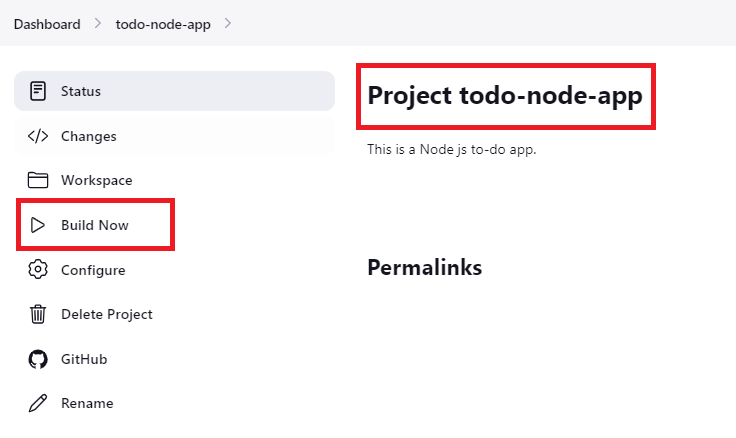 Dashboard
todo-node-app
Status
Changes
Workspace
Build Now
Configure
Delete Project
GitHub
Rename
Project todo-node-app
This is a Node js to-do app.
Permalinks